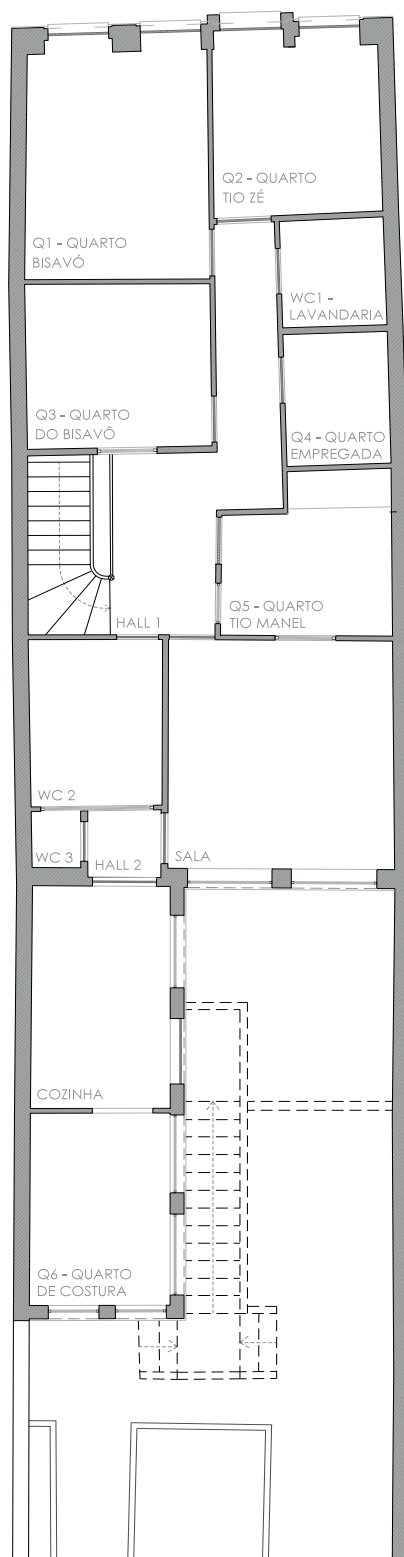 Q2 - QUARTO
TIO ZÉ
Q1 - QUARTO
BISAVÓ
WC1 -
LAVANDARIA
Q3 - QUARTO
DO BISAVÔ
Q4 - QUARTO
EMPREGADA
Q5 - QUARTO
TIO MANEL
HALL 1
WC 2
WC 3
HALL 2
SALA
COZINHA
Q6 - QUARTO
DE COSTURA